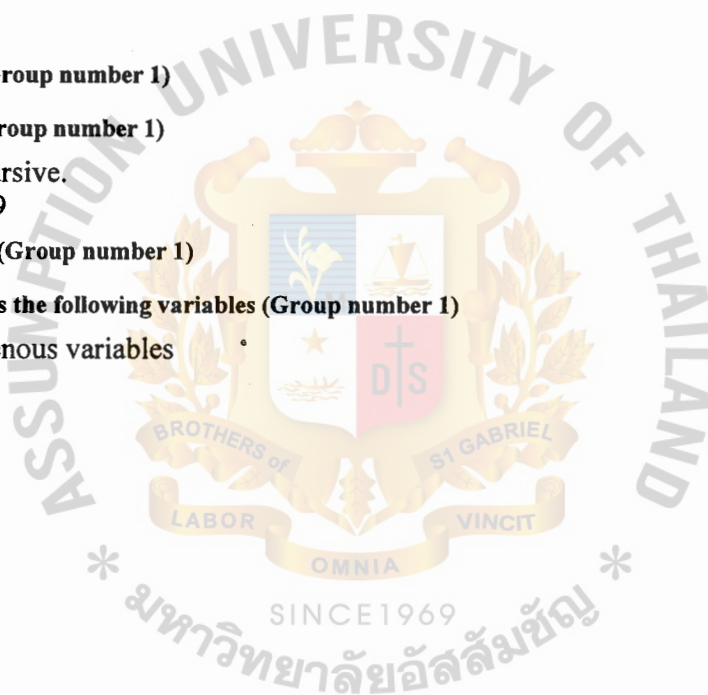 roup number 1)
roup number 1)
rsive.
9
(Group number 1)
s the following variables (Group number 1)
enous variables
ASSUMPTION UNIVERSITY OF THAILAND
D S
BROTHERS of ST GABRIEL
LABOR VINCIT
OMNIA
SINCE1969
* มหาวิทยาลัยอัสสัมชัญ *